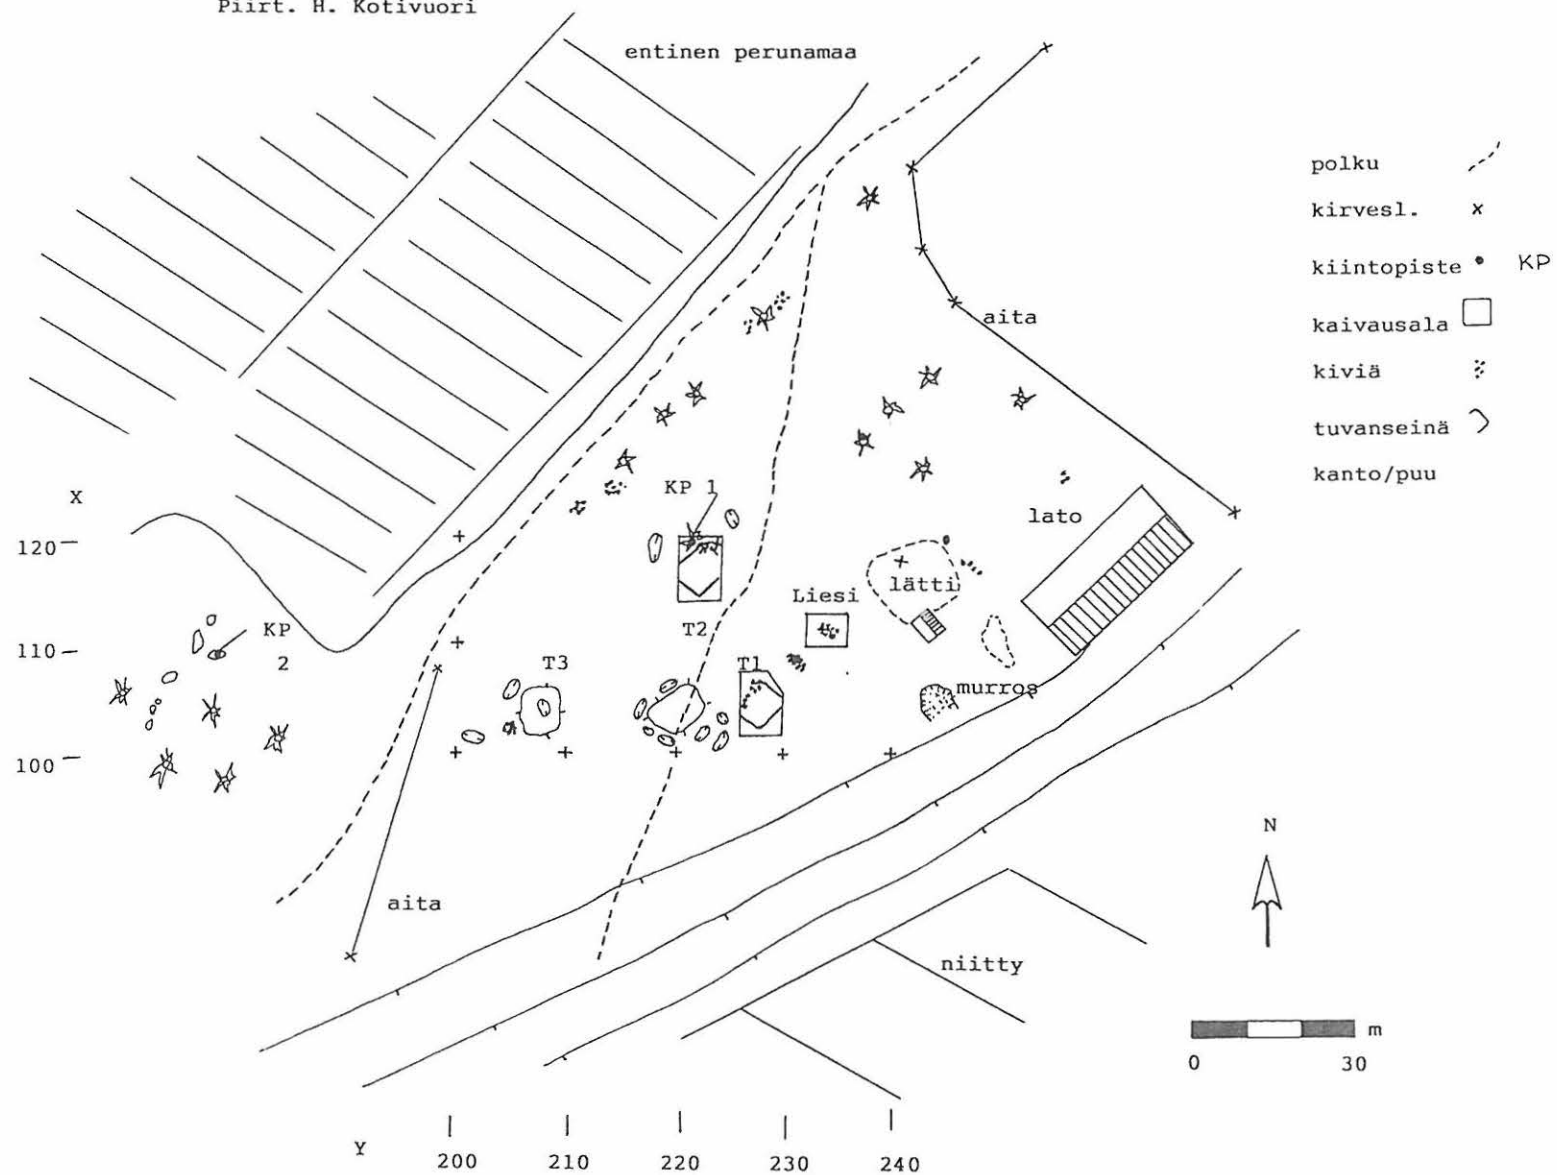 Piirt. H. Kotivuori
entinen perunamaa
polku
kirvesl. x
kiintopiste KP
aita
kaivausala
kiviä
tuvanseinä
kanto/puu
X
KP 1
lato
120
lätti
Liesi
KP
2
T2
110
T3
T1
murros
100
N
aita
niitty
m
0 30
Y
200 210 220 230 240